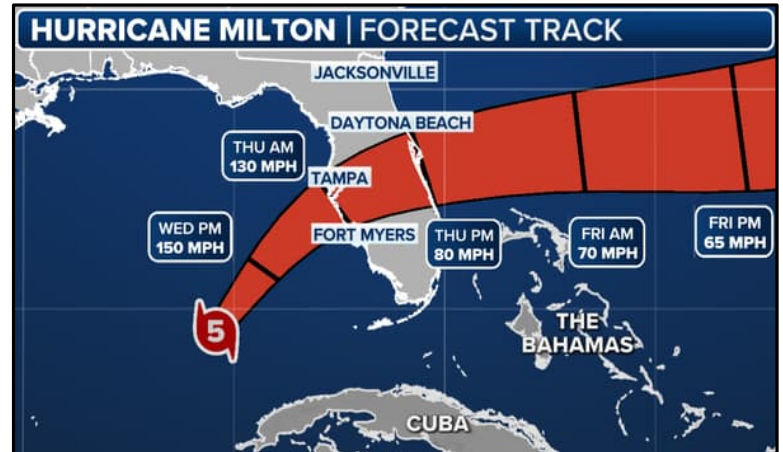 HURRICANE MILTON | FORECAST TRACK
JACKSONVILLE
DAYTONA BEACH
THU AM
130 MPH
TAMPA
WED PM
150 MPH
FORT MYERS
THU PM
80 MPH
FRI AM
70 MPH
FRI PM
65 MPH
5
THE
BAHAMAS
CUBA